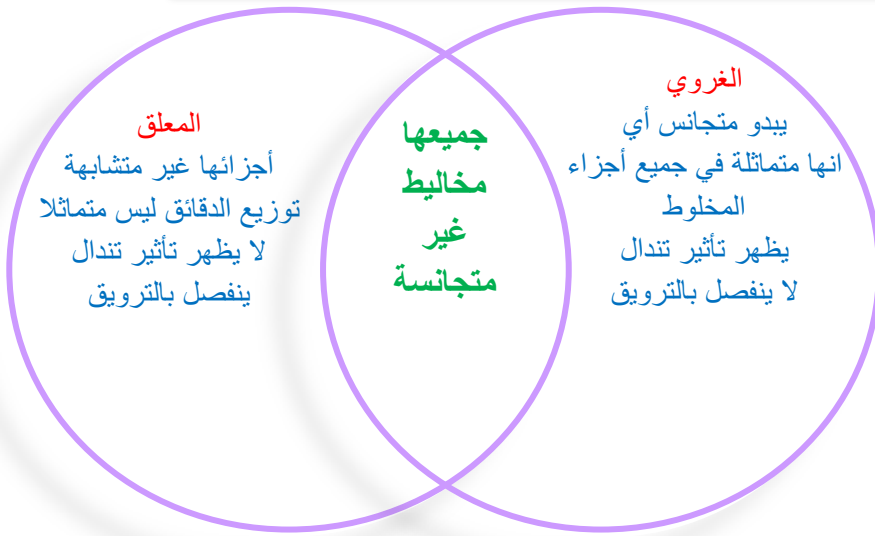 الغروي
يبدو متجانس أي
انها متماثلة في جميع أجزاء
المخلوط
يظهر تأثير تندال
لا ينفصل بالترويق
جميعها
مخاليط
غير
متجانسة
المعلق
أجزائها غير متشابهة
توزيع الدقائق ليس متماثلا
لا يظهر تأثير تندال
ينفصل بالترويق